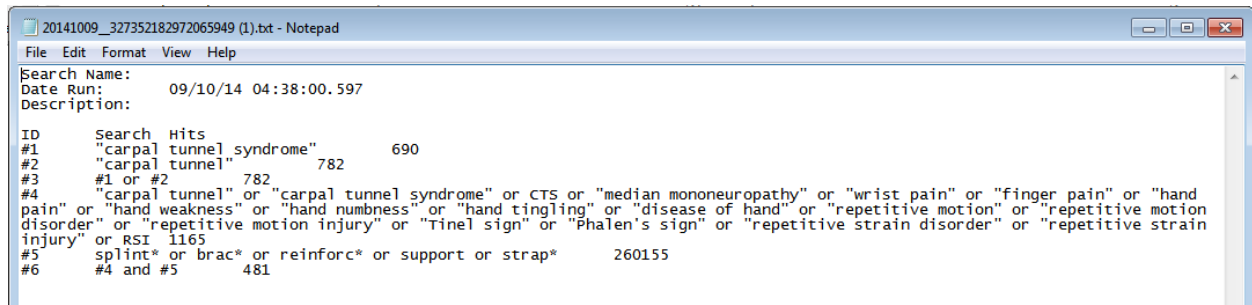 20141009__327352182972065949 (1).txt - Notepad
File Edit Format View Help
Search Name:
Date Run: 09/10/14 04:38:00.597
Description:
ID Search Hits
#1 "carpal tunnel syndrome" 690
#2 "carpal tunnel" 782
#3 #1 or #2 782
#4 "carpal tunnel" or "carpal tunnel syndrome" or CTS or "median mononeuropathy" or "wrist pain" or "finger pain" or "hand
pain" or "hand weakness" or "hand numbness" or "hand tingling" or "disease of hand" or "repetitive motion" or "repetitive motion
disorder" or "repetitive motion injury" or "Tinel sign" or "Phalen's sign" or "repetitive strain disorder" or "repetitive strain
injury" or RSI 1165
#5 splint* or brac* or reinforc* or support or strap* 260155
#6 #4 and #5 481